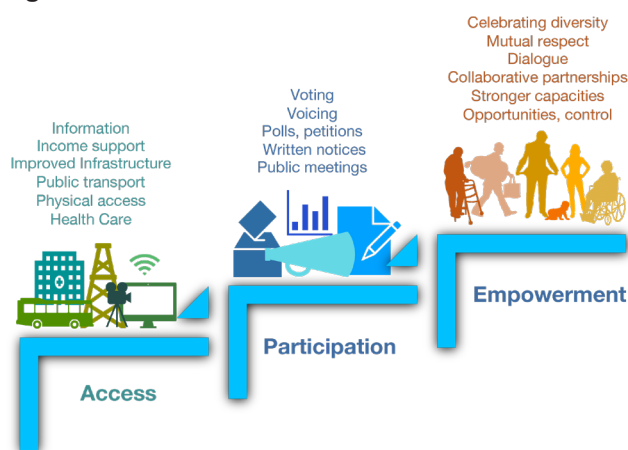 Celebrating diversity
Mutual respect
Dialogue
Collaborative partnerships
Stronger capacities
Opportunities, control
Voting
Voicing
Polls, petitions
Written notices
Public meetings
Information
Income support
Improved Infrastructure
Public transport
Physical access
Health Care
Empowerment
Participation
Access